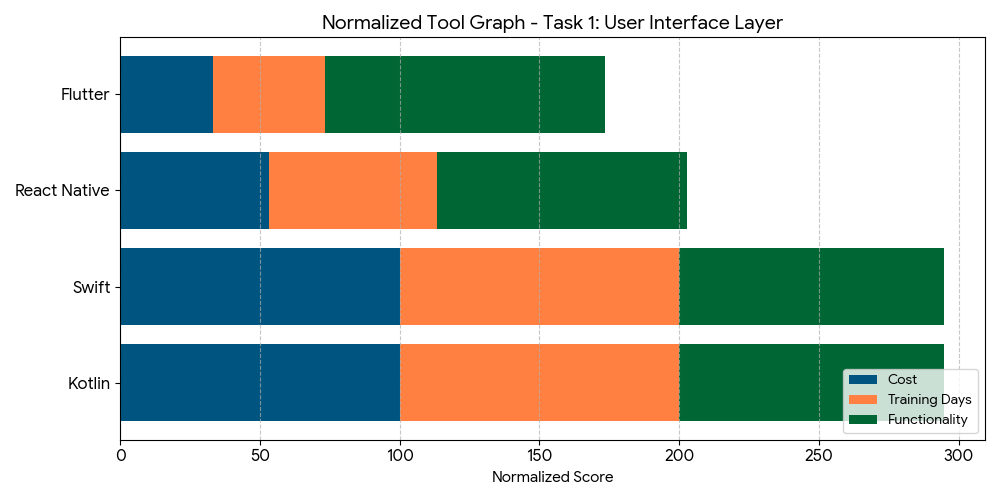 Normalized Tool Graph - Task 1: User Interface Layer
Flutter
React Native
Swift
Kotlin
Cost
Training Days
Functionality
0 50 100 150 200 250 300
Normalized Score